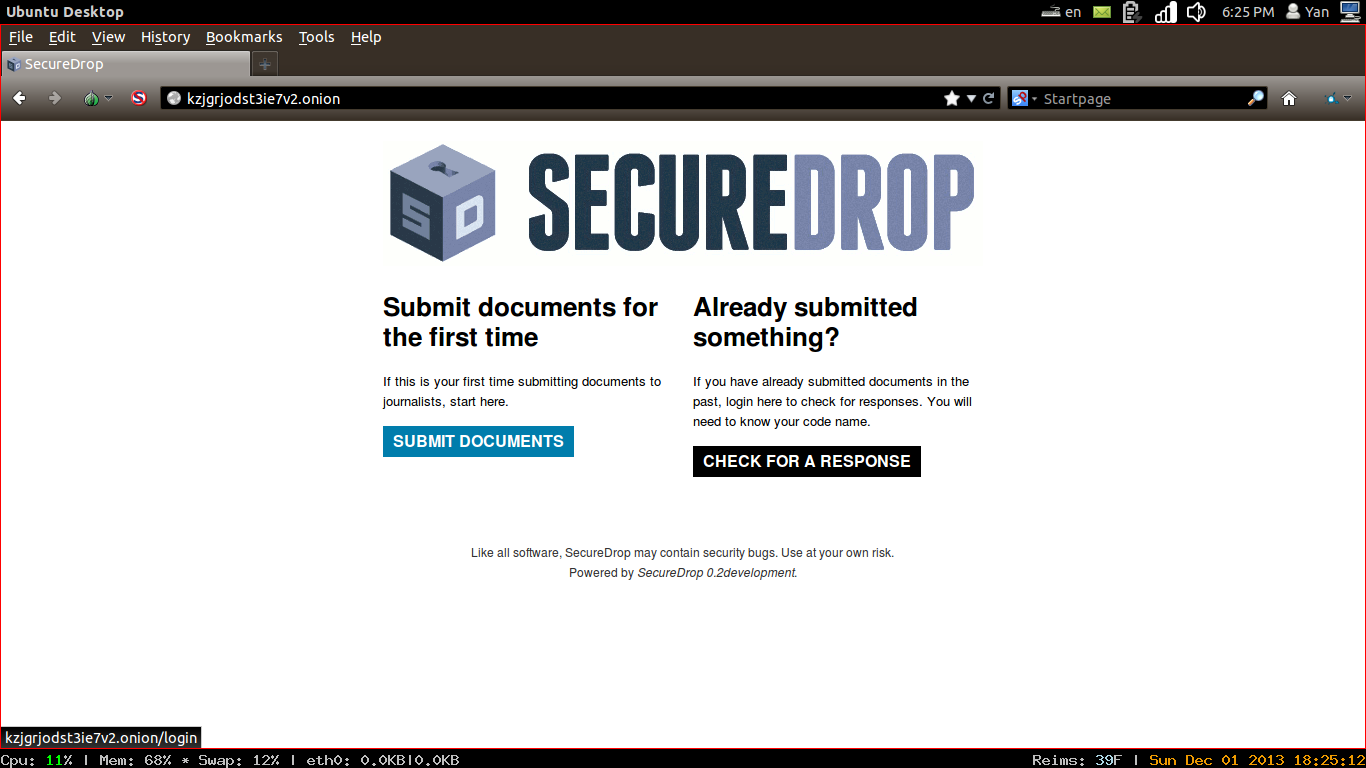 Ubuntu Desktop
en
6:25 PM
Yan
File Edit View History Bookmarks Tools Help
SecureDrop
kzjgrjodst3ie7v2.onion
Startpage
S D
SECUREDROP
Submit documents for
the first time
If this is your first time submitting documents to
journalists, start here.
SUBMIT DOCUMENTS
Already submitted
something?
If you have already submitted documents in the
past, login here to check for responses. You will
need to know your code name.
CHECK FOR A RESPONSE
Like all software, SecureDrop may contain security bugs. Use at your own risk.
Powered by SecureDrop 0.2development.
kzjgrjodst3ie7v2.onion/login
Cpu: 11% | Mem: 68% * Swap: 12% | eth0: 0.0KB|0.0KB
Reims: 39F | Sun Dec 01 2013 18:25:12